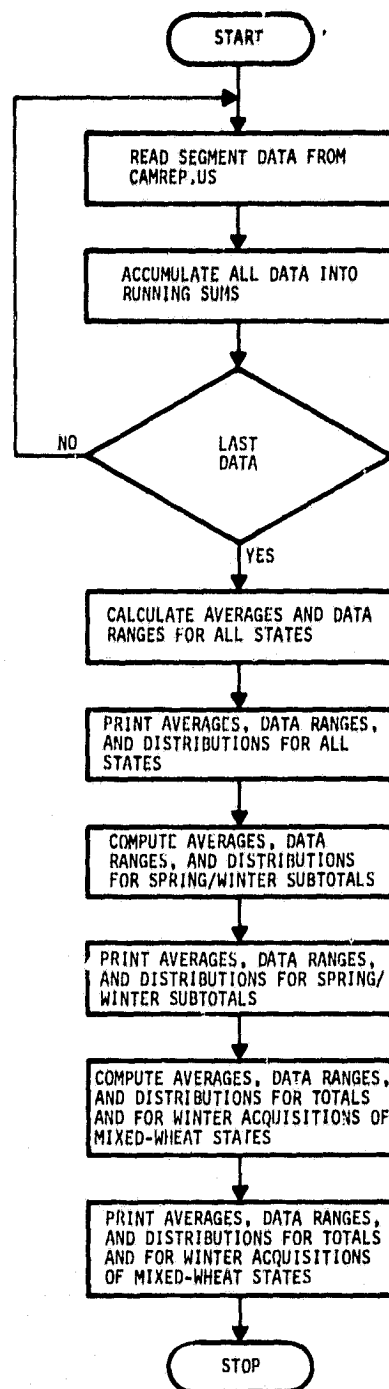 START
READ SEGMENT DATA FROM
CAMREP.US
ACCUMULATE ALL DATA INTO
RUNNING SUMS
LAST
DATA
NO
YES
CALCULATE AVERAGES AND DATA
RANGES FOR ALL STATES
PRINT AVERAGES, DATA RANGES,
AND DISTRIBUTIONS FOR ALL
STATES
COMPUTE AVERAGES, DATA
RANGES, AND DISTRIBUTIONS
FOR SPRING/WINTER SUBTOTALS
PRINT AVERAGES, DATA RANGES,
AND DISTRIBUTIONS FOR SPRING/
WINTER SUBTOTALS
COMPUTE AVERAGES, DATA RANGES,
AND DISTRIBUTIONS FOR TOTALS
AND FOR WINTER ACQUISITIONS OF
MIXED-WHEAT STATES
PRINT AVERAGES, DATA RANGES,
AND DISTRIBUTIONS FOR TOTALS
AND FOR WINTER ACQUISITIONS
OF MIXED-WHEAT STATES
STOP